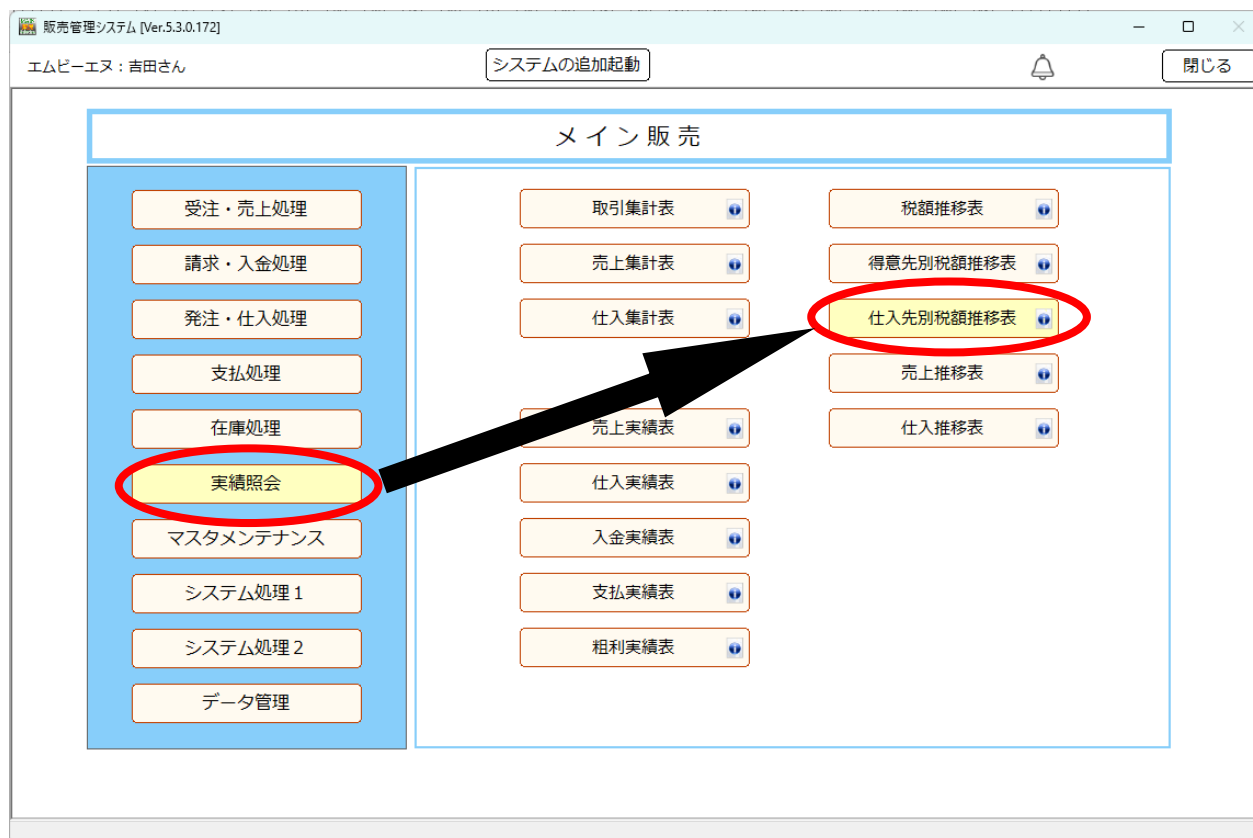 販売管理システム [Ver.5.3.0.172]
エムビーエヌ：吉田さん
システムの追加起動
閉じる
メイン販売
受注・売上処理
請求・入金処理
発注・仕入処理
支払処理
在庫処理
実績照会
マスタメンテナンス
システム処理１
システム処理２
データ管理
取引集計表
売上集計表
仕入集計表
売上実績表
仕入実績表
入金実績表
支払実績表
粗利実績表
税額推移表
得意先別税額推移表
仕入先別税額推移表
売上推移表
仕入推移表